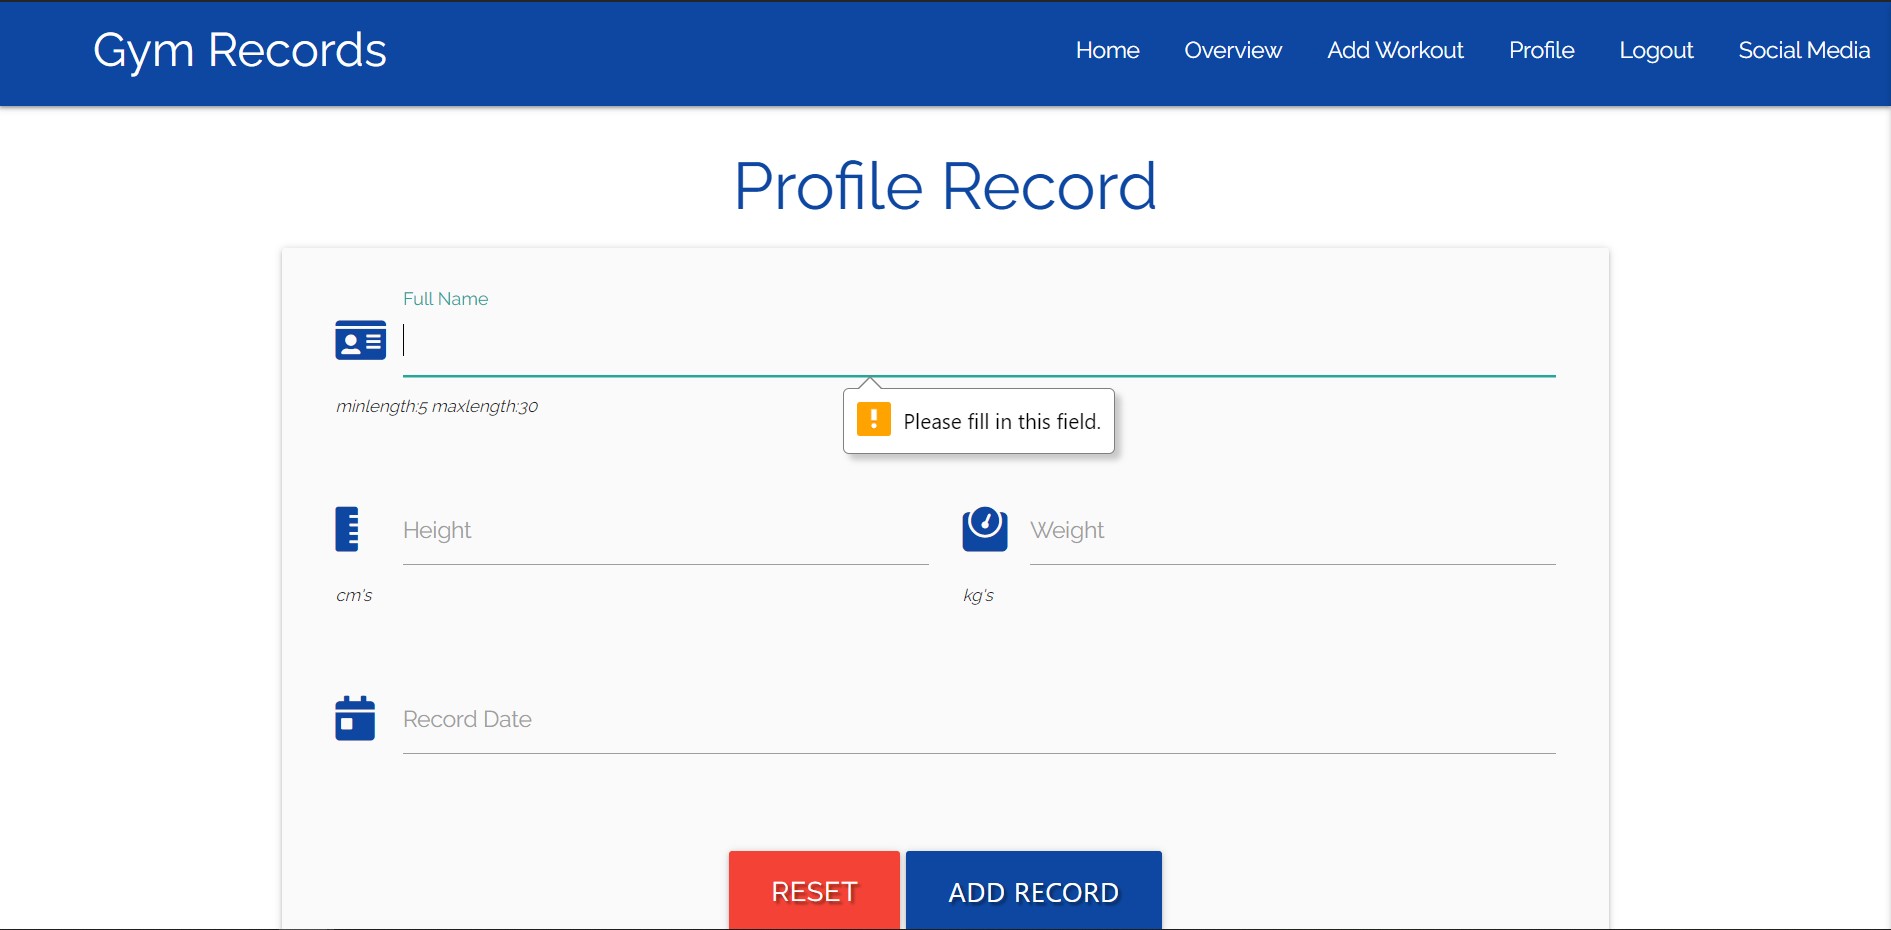 Gym Records
Home Overview Add Workout Profile Logout Social Media
Profile Record
Full Name
minlength:5 maxlength:30
Please fill in this field.
Height Weight
cm's kg's
Record Date
RESET ADD RECORD